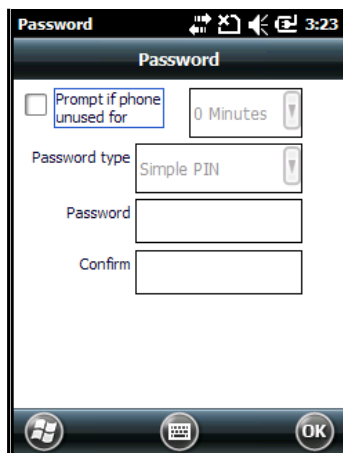 Password 3:23
Password
Prompt if phone
unused for
0 Minutes
Password type
Simple PIN
Password
Confirm
OK